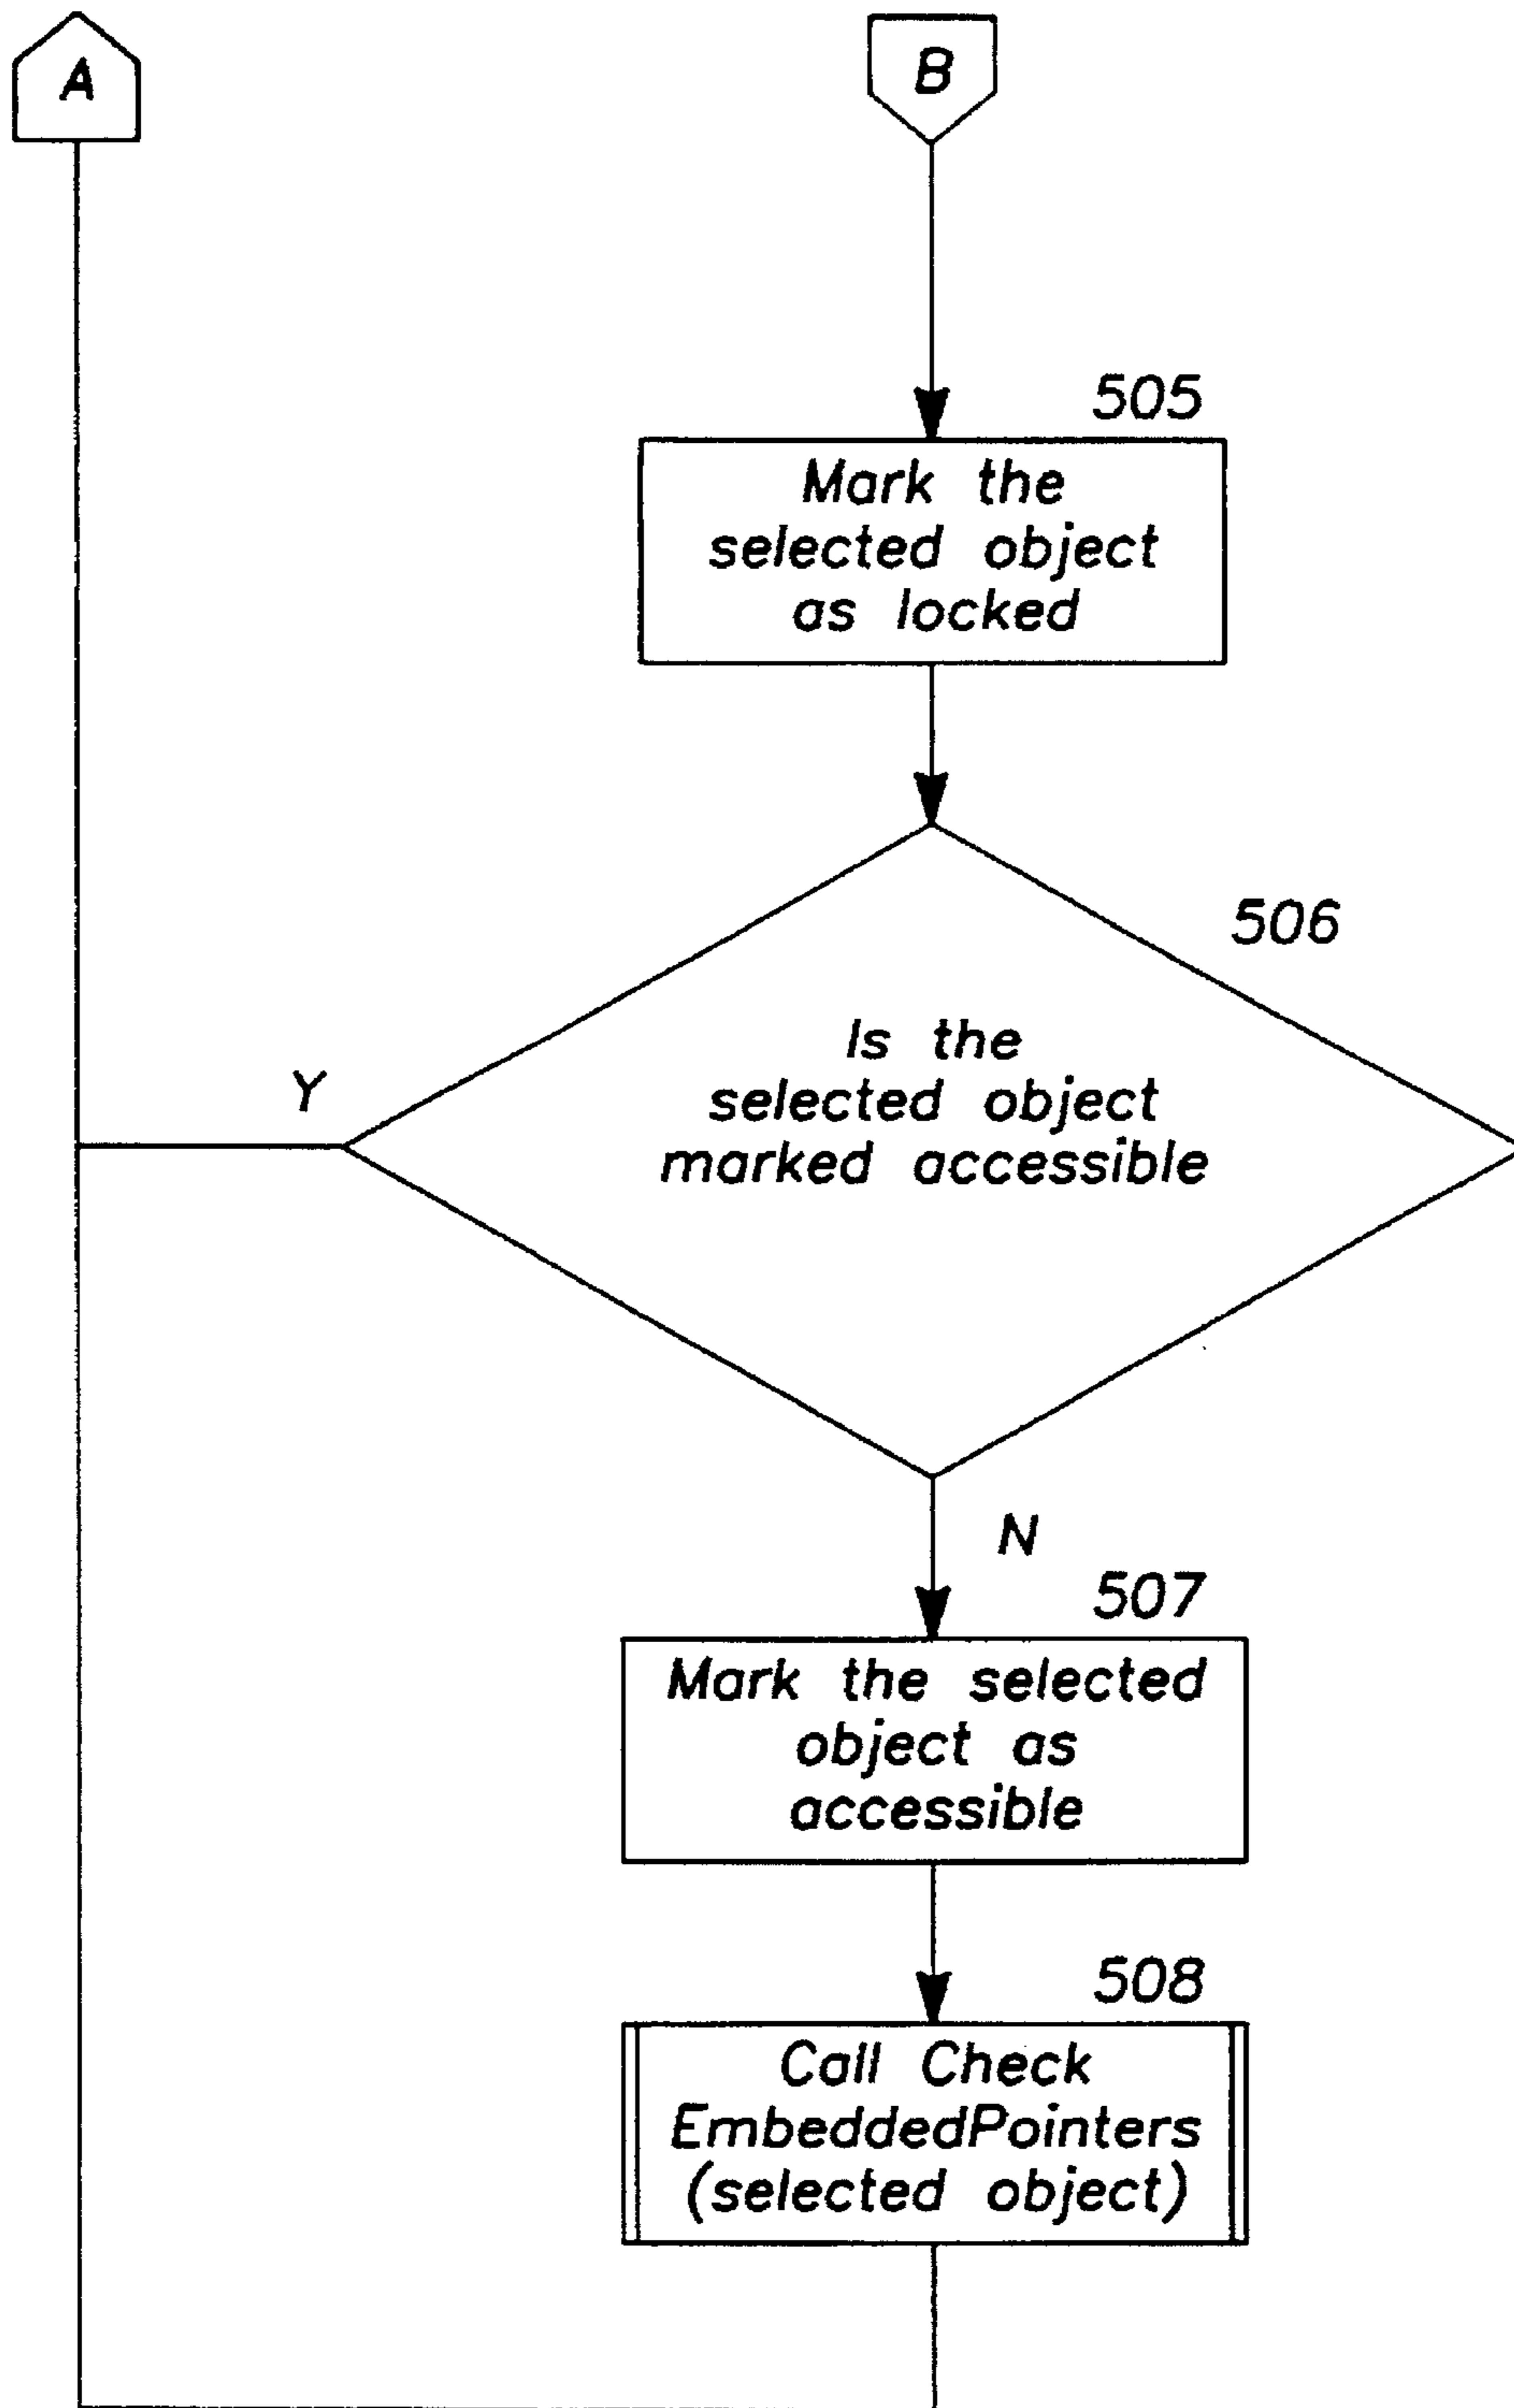 A
B
505
Mark the
selected object
as locked
506
Is the
selected object
marked accessible
Y
N
507
Mark the selected
object as
accessible
508
Call Check
EmbeddedPointers
(selected object)